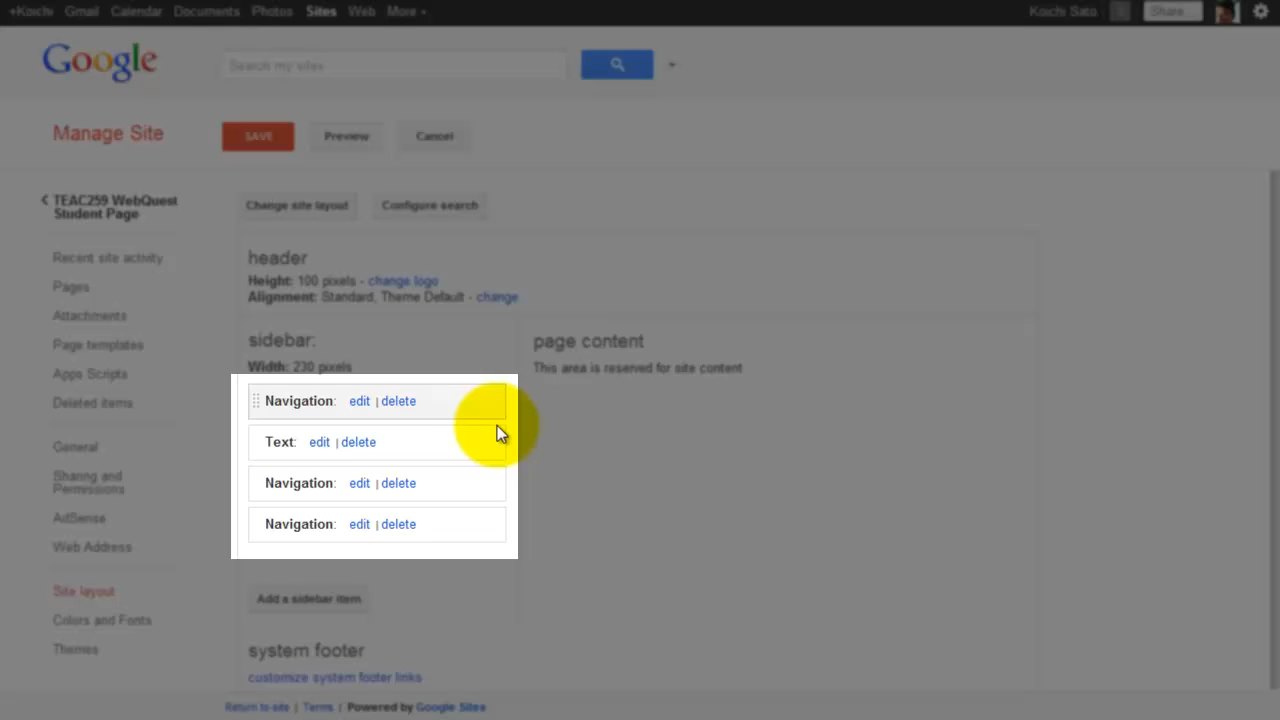 +Koichi Gmail Calendar Documents Photos Sites Web More
Koichi Sato Share...
Google
Search my sites
Manage Site
SAVE Preview Cancel
TEAC259 WebQuest
Student Page
Recent site activity
Pages
Attachments
Page templates
Apps Scripts
Deleted items
General
Sharing and
Permissions
AdSense
Web Address
Site layout
Colors and Fonts
Themes
Change site layout Configure search
header
Height: 100 pixels - change logo
Alignment: Standard, Theme Default - change
sidebar:
Width: 230 pixels
Navigation: edit | delete
Text: edit | delete
Navigation: edit | delete
Navigation: edit | delete
Add a sidebar item
page content
This area is reserved for site content
system footer
customize system footer links
Return to site | Terms | Powered by Google Sites